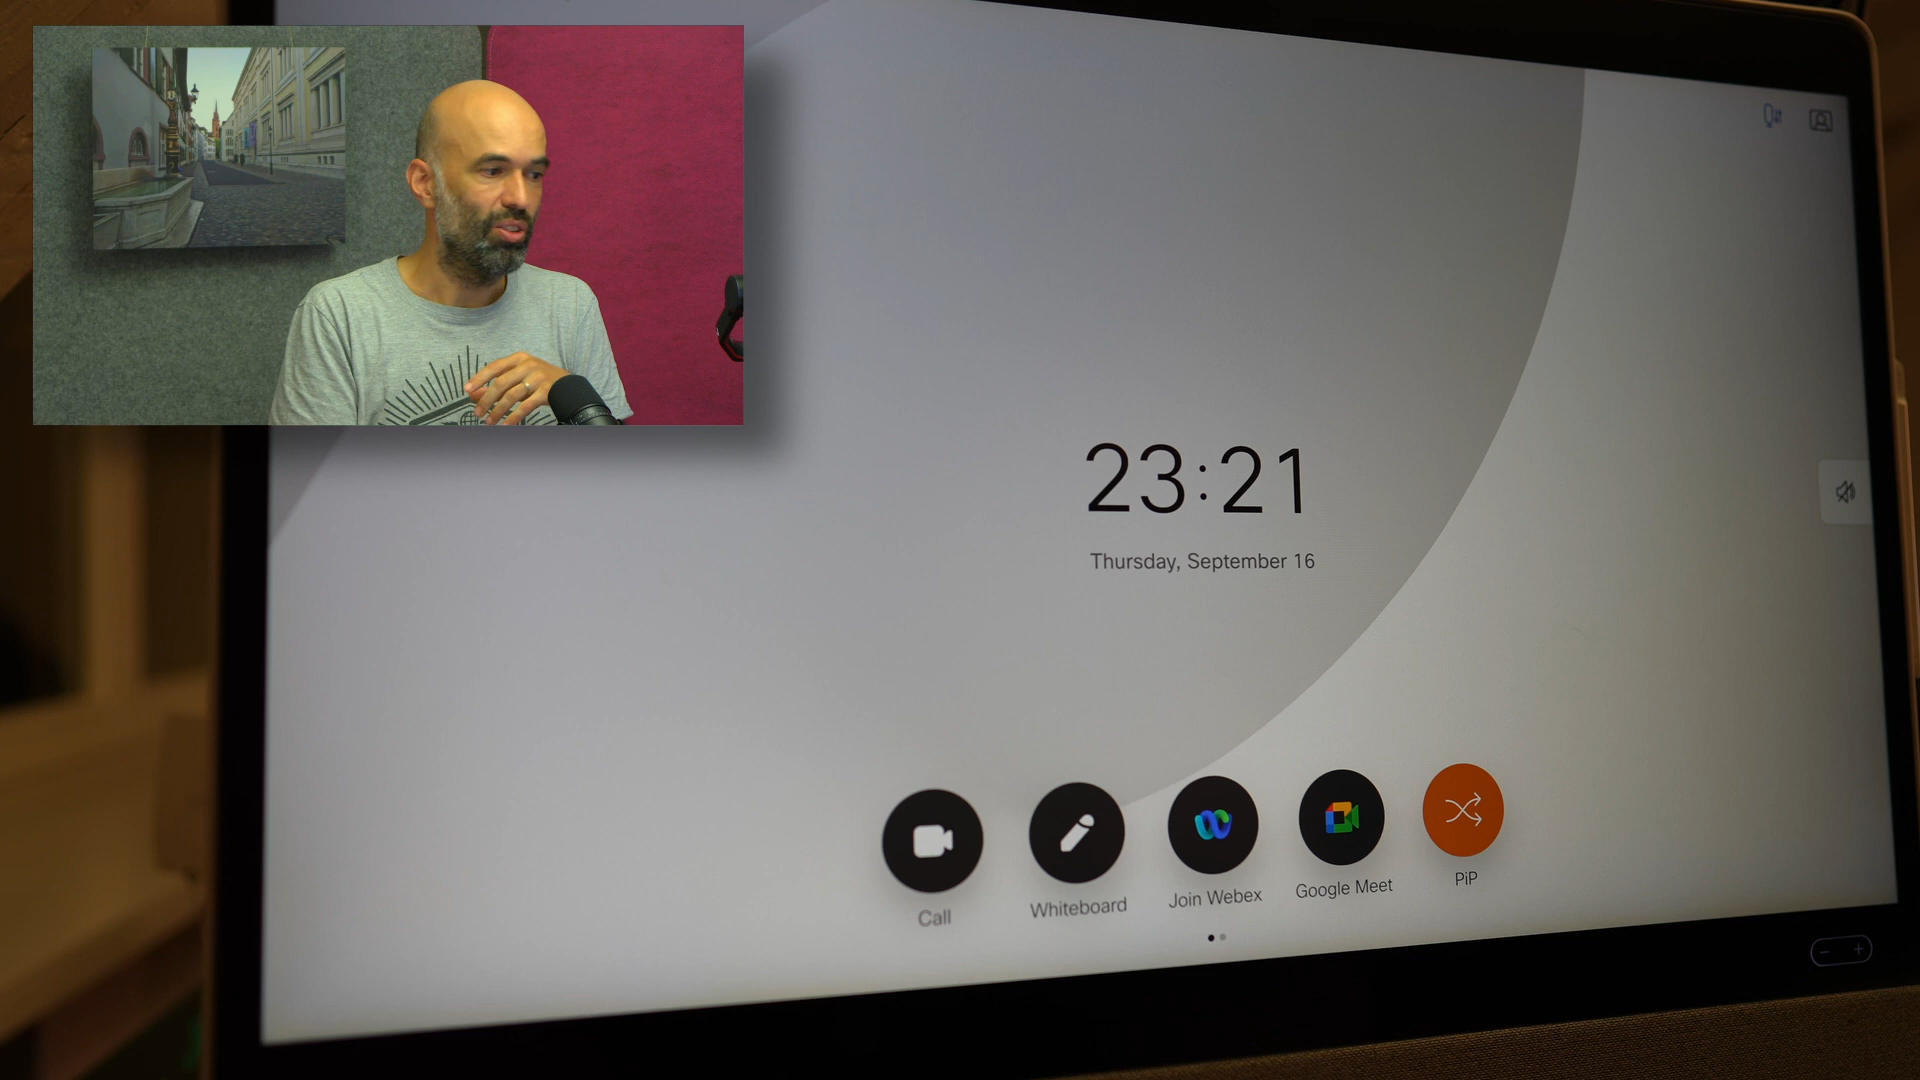 23:21
Thursday, September 16
Call
Whiteboard
Join Webex
Google Meet
PiP